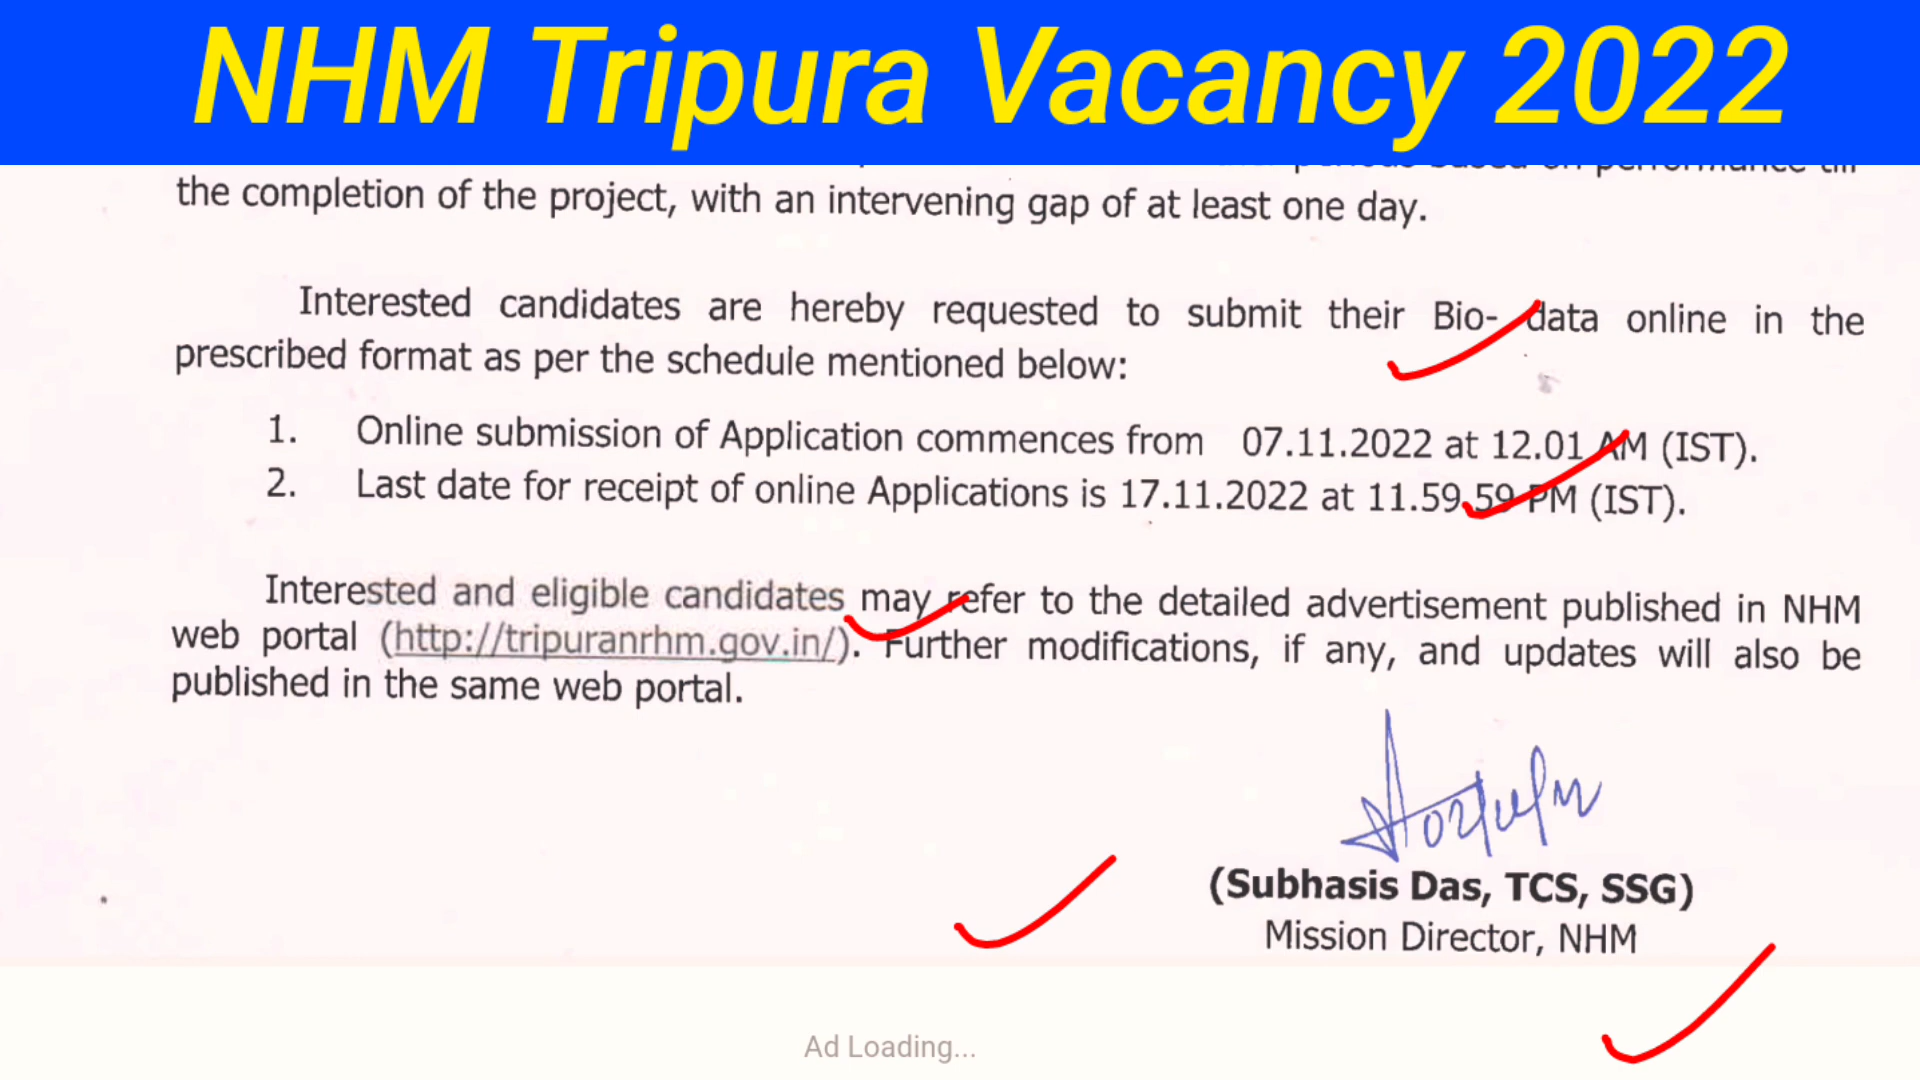 NHM Tripura Vacancy 2022
periods based on performance till
the completion of the project, with an intervening gap of at least one day.
Interested candidates are hereby requested to submit their Bio- data online in the
prescribed format as per the schedule mentioned below:
1. Online submission of Application commences from 07.11.2022 at 12.01 AM (IST).
2. Last date for receipt of online Applications is 17.11.2022 at 11.59.59 PM (IST).
Interested and eligible candidates may refer to the detailed advertisement published in NHM
web portal (http://tripuranrhm.gov.in/). Further modifications, if any, and updates will also be
published in the same web portal.
(Subhasis Das, TCS, SSG)
Mission Director, NHM
Ad Loading...